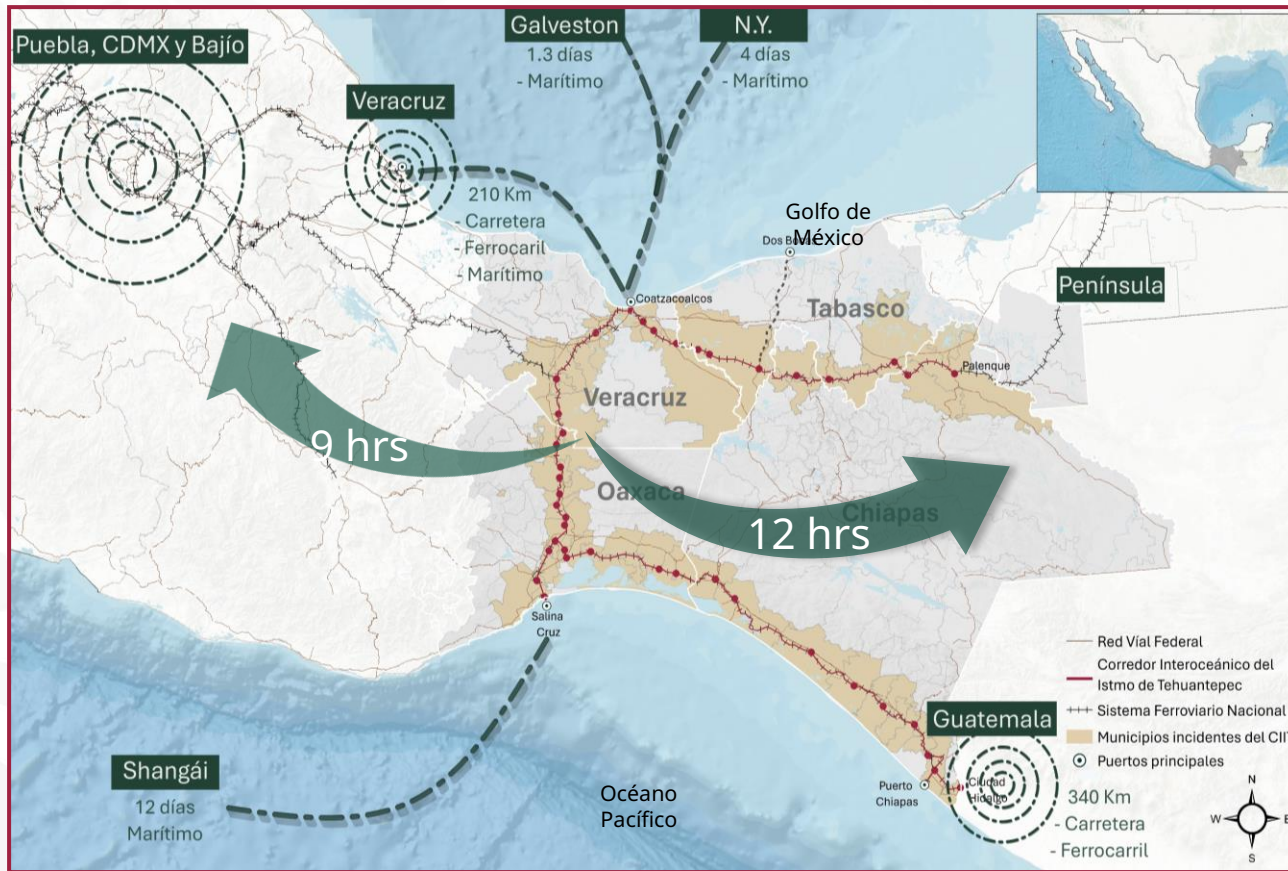 Puebla, CDMX y Bajío
Veracruz
Galveston
1.3 días
- Marítimo
N.Y.
4 días
- Marítimo
210 Km
- Carretera
- Ferrocaril
- Marítimo
Golfo de
México
Dos Bocas
Coatzacoalcos
Península
Tabasco
Palenque
Veracruz
9 hrs
Oaxaca
Chiapas
12 hrs
Salina
Cruz
Shangái
12 días
Marítimo
Océano
Pacífico
Puerto
Chiapas
Ciudad
Hidalgo
Guatemala
340 Km
- Carretera
- Ferrocarril
Red Víal Federal
Corredor Interoceánico del
Istmo de Tehuantepec
Sistema Ferroviario Nacional
Municipios incidentes del CIIT
Puertos principales
N
W
E
S